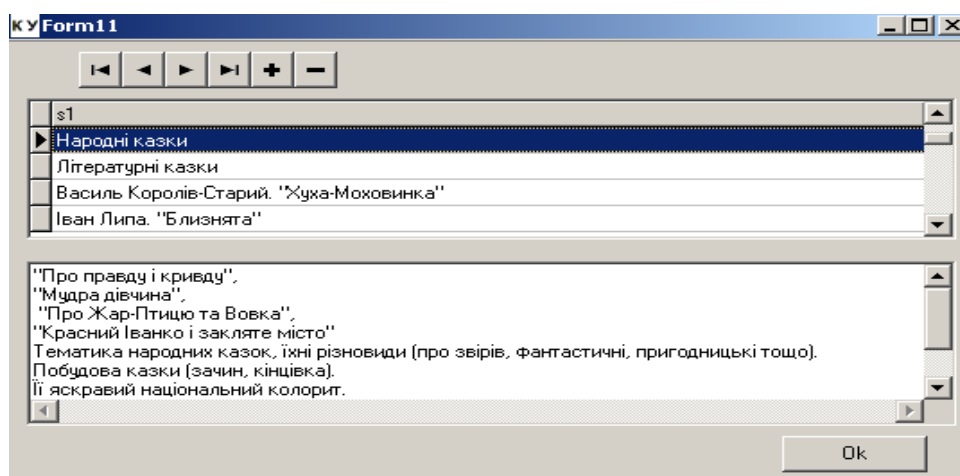 КУ Form11
s1
Народні казки
Літературні казки
Василь Королів-Старий. "Хуха-Моховинка"
Іван Липа. "Близнята"
"Про правду і кривду",
"Мудра дівчина",
"Про Жар-Птицю та Вовка",
"Красний Іванко і закляте місто"
Тематика народних казок, їхні різновиди (про звірів, фантастичні, пригодницькі тощо).
Побудова казки (зачин, кінцівка).
Її яскравий національний колорит.
Ok